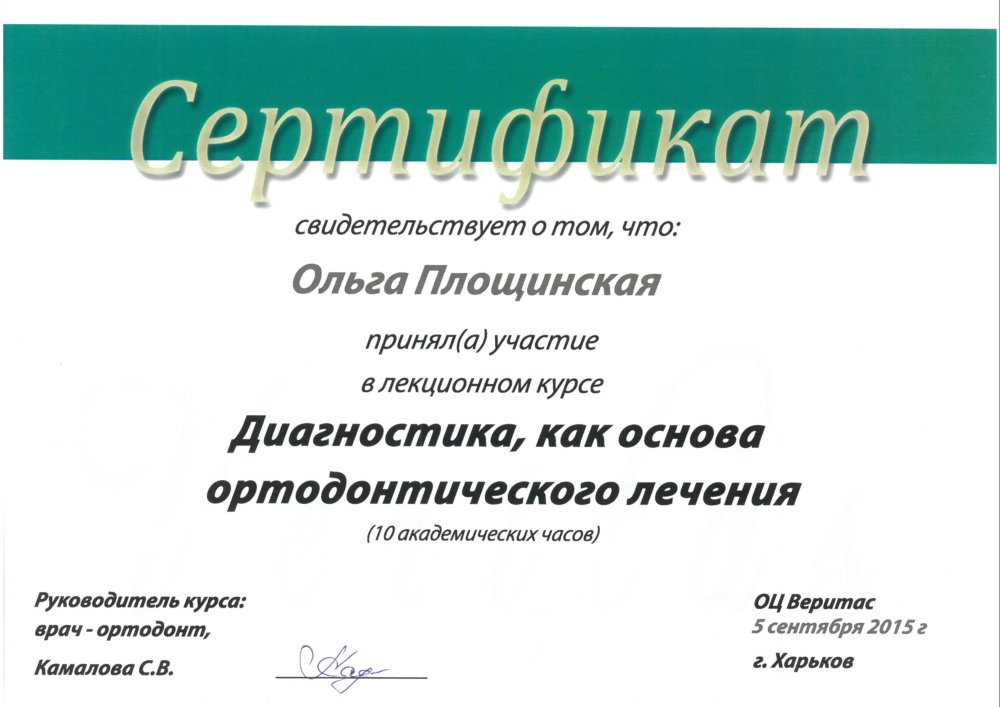 Сертификат
свидетельствует о том, что:
Ольга Площинская
принял(а) участие
в лекционном курсе
Диагностика, как основа
ортодонтического лечения
(10 академических часов)
Руководитель курса:
врач - ортодонт,
Камалова С.В.
ОЦ Веритас
5 сентября 2015 г
г. Харьков